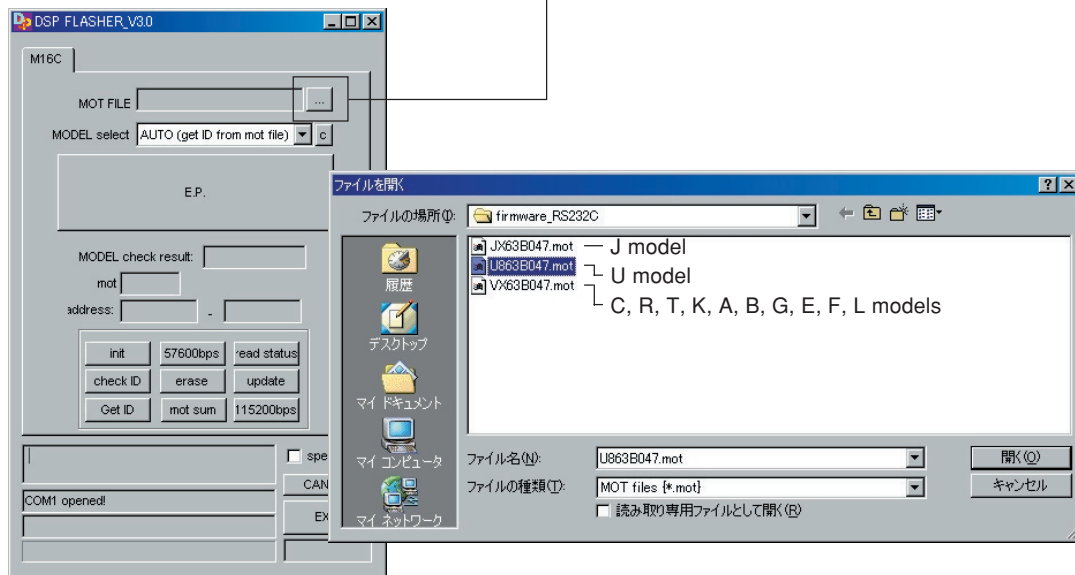 DSP FLASHER_V3.0
M16C
MOT FILE
...
MODEL select AUTO (get ID from mot file) c
E.P.
MODEL check result:
mot
address: -
init 57600bps read status
check ID erase update
Get ID mot sum 115200bps
spe
CAN
COM1 opened!
EX
ファイルを開く
ファイルの場所(I): firmware_RS232C
履歴
デスクトップ
マイ ドキュメント
マイ コンピュータ
マイ ネットワーク
JX63B047.mot J model
U863B047.mot U model
VX63B047.mot C, R, T, K, A, B, G, E, F, L models
ファイル名(N): U863B047.mot 開く(O)
ファイルの種類(T): MOT files {*.mot} キャンセル
読み取り専用ファイルとして開く(R)